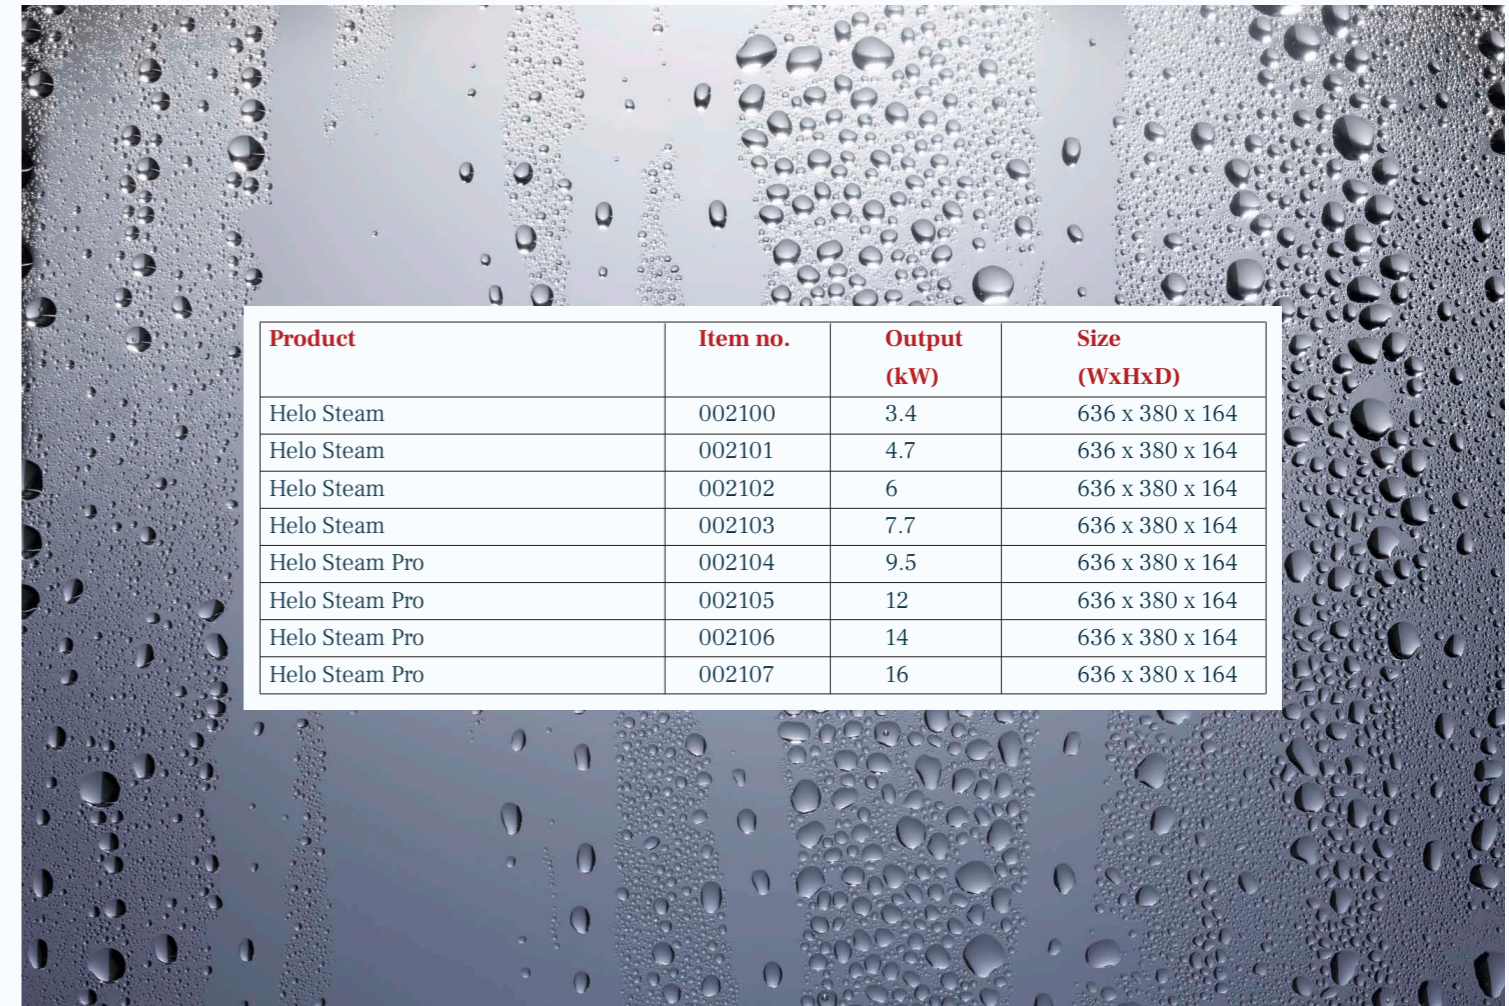 Product Item no. Output Size
(kW) (WxHxD)
Helo Steam 002100 3.4 636 x 380 x 164
Helo Steam 002101 4.7 636 x 380 x 164
Helo Steam 002102 6 636 x 380 x 164
Helo Steam 002103 7.7 636 x 380 x 164
Helo Steam Pro 002104 9.5 636 x 380 x 164
Helo Steam Pro 002105 12 636 x 380 x 164
Helo Steam Pro 002106 14 636 x 380 x 164
Helo Steam Pro 002107 16 636 x 380 x 164